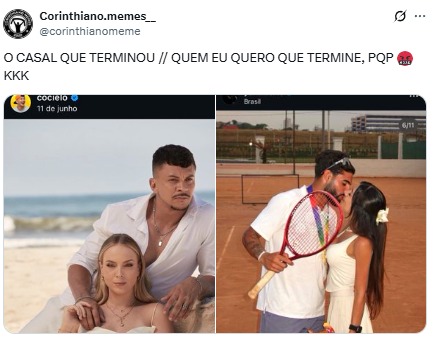 Corinthiano.memes__
@corinthianomeme
O CASAL QUE TERMINOU // QUEM EU QUERO QUE TERMINE, PQP
KKK
cocielo
11 de junho
Brasil
6/11